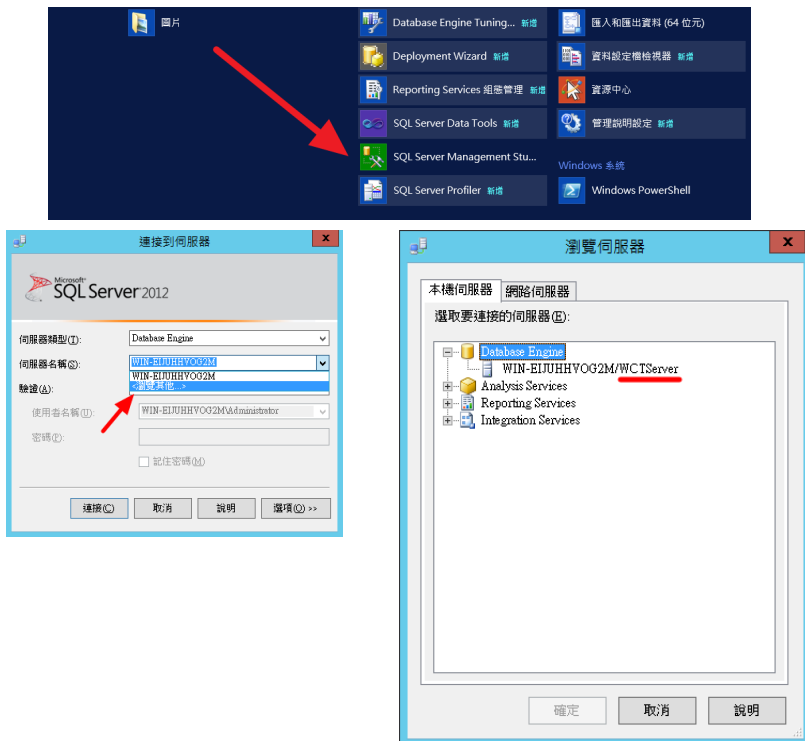 圖片
Database Engine Tuning... 新增
Deployment Wizard 新增
Reporting Services 組態管理 新增
SQL Server Data Tools 新增
SQL Server Management Stu...
SQL Server Profiler 新增
匯入和匯出資料 (64 位元)
資料設定檔檢視器 新增
資源中心
管理說明設定 新增
Windows 系統
Windows PowerShell
連接到伺服器
x
Microsoft®
SQL Server 2012
伺服器類型(T):
Database Engine
伺服器名稱(S):
WIN-EIJUHHVOG2M
WIN-EIJUHHVOG2M
<瀏覽其他...>
驗證(A):
使用者名稱(U):
WIN-EIJUHHVOG2M\Administrator
密碼(P):
記住密碼(M)
連接(C)
取消
說明
選項(O) >>
瀏覽伺服器
x
本機伺服器
網路伺服器
選取要連接的伺服器(E):
Database Engine
WIN-EIJUHHVOG2M/WCTServer
Analysis Services
Reporting Services
Integration Services
確定
取消
說明